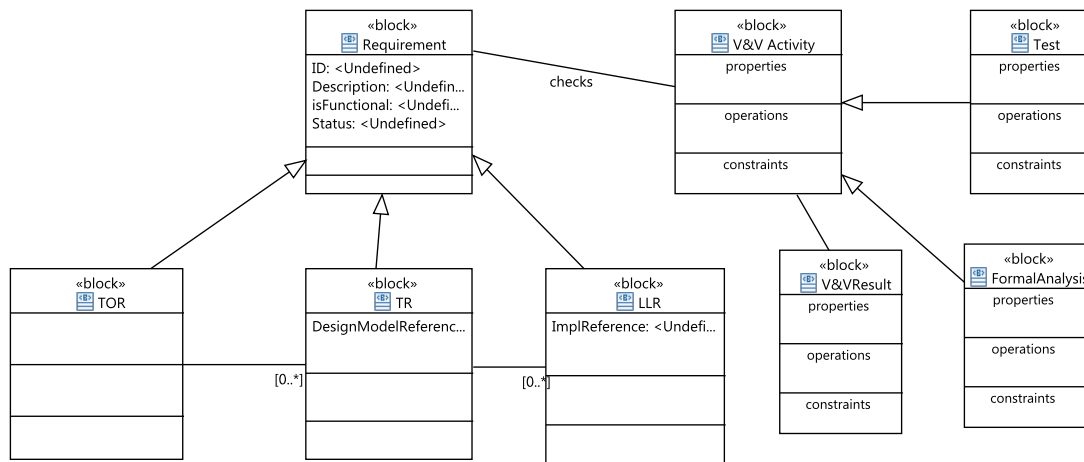 «block»
Requirement
ID: <Undefined>
Description: <Undefin...
isFunctional: <Undefi...
Status: <Undefined>
checks
«block»
V&V Activity
properties
operations
constraints
«block»
Test
properties
operations
constraints
«block»
TOR
[0..*]
«block»
TR
DesignModelReferenc...
[0..*]
«block»
LLR
ImplReference: <Undefi...
«block»
V&VResult
properties
operations
constraints
«block»
FormalAnalysis
properties
operations
constraints